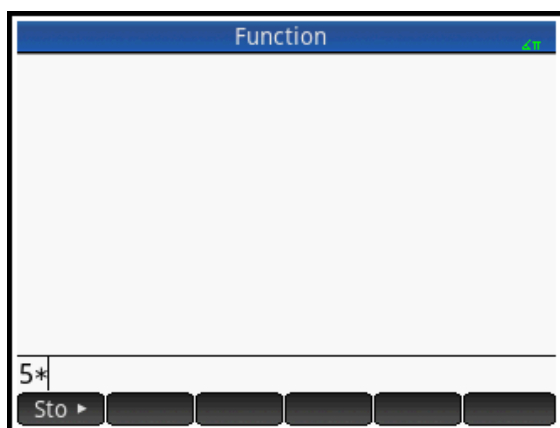 Function
∡π
5*
Sto ►